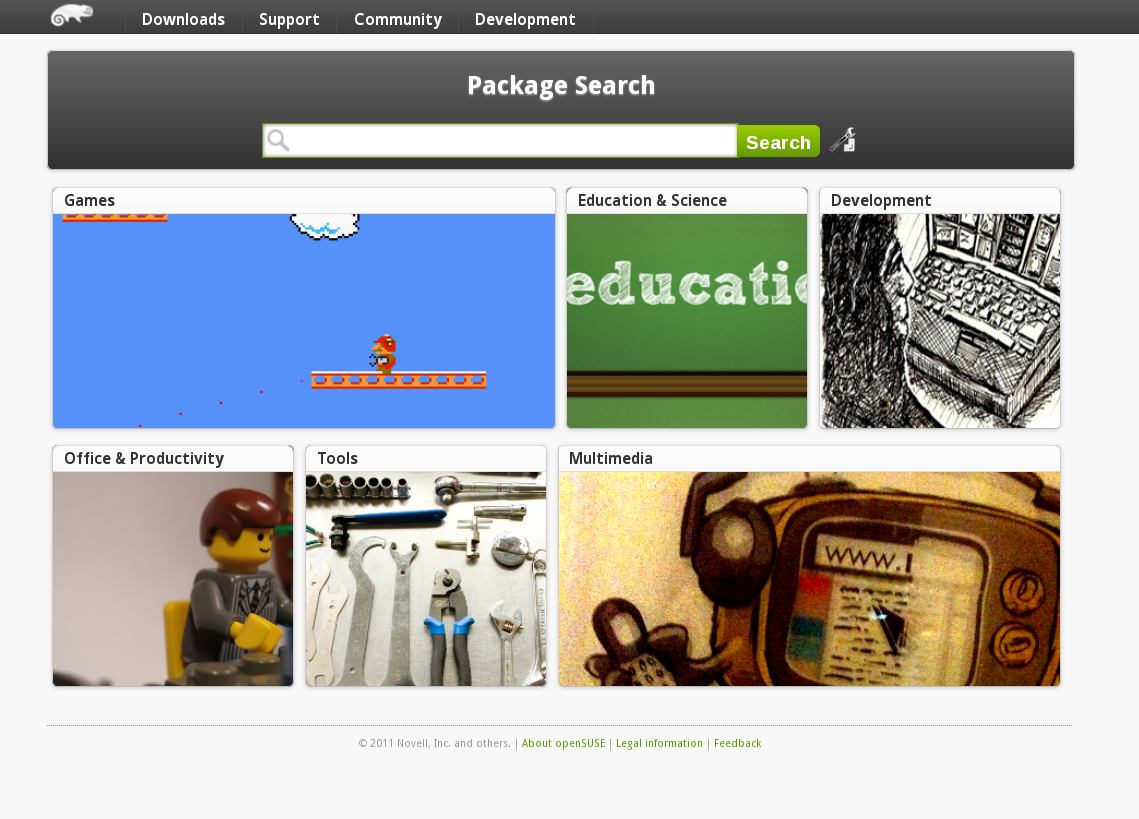 Downloads Support Community Development
Package Search
Search
Games Education & Science Development
educatio
Office & Productivity Tools Multimedia
www.
© 2011 Novell, Inc. and others. | About openSUSE | Legal information | Feedback